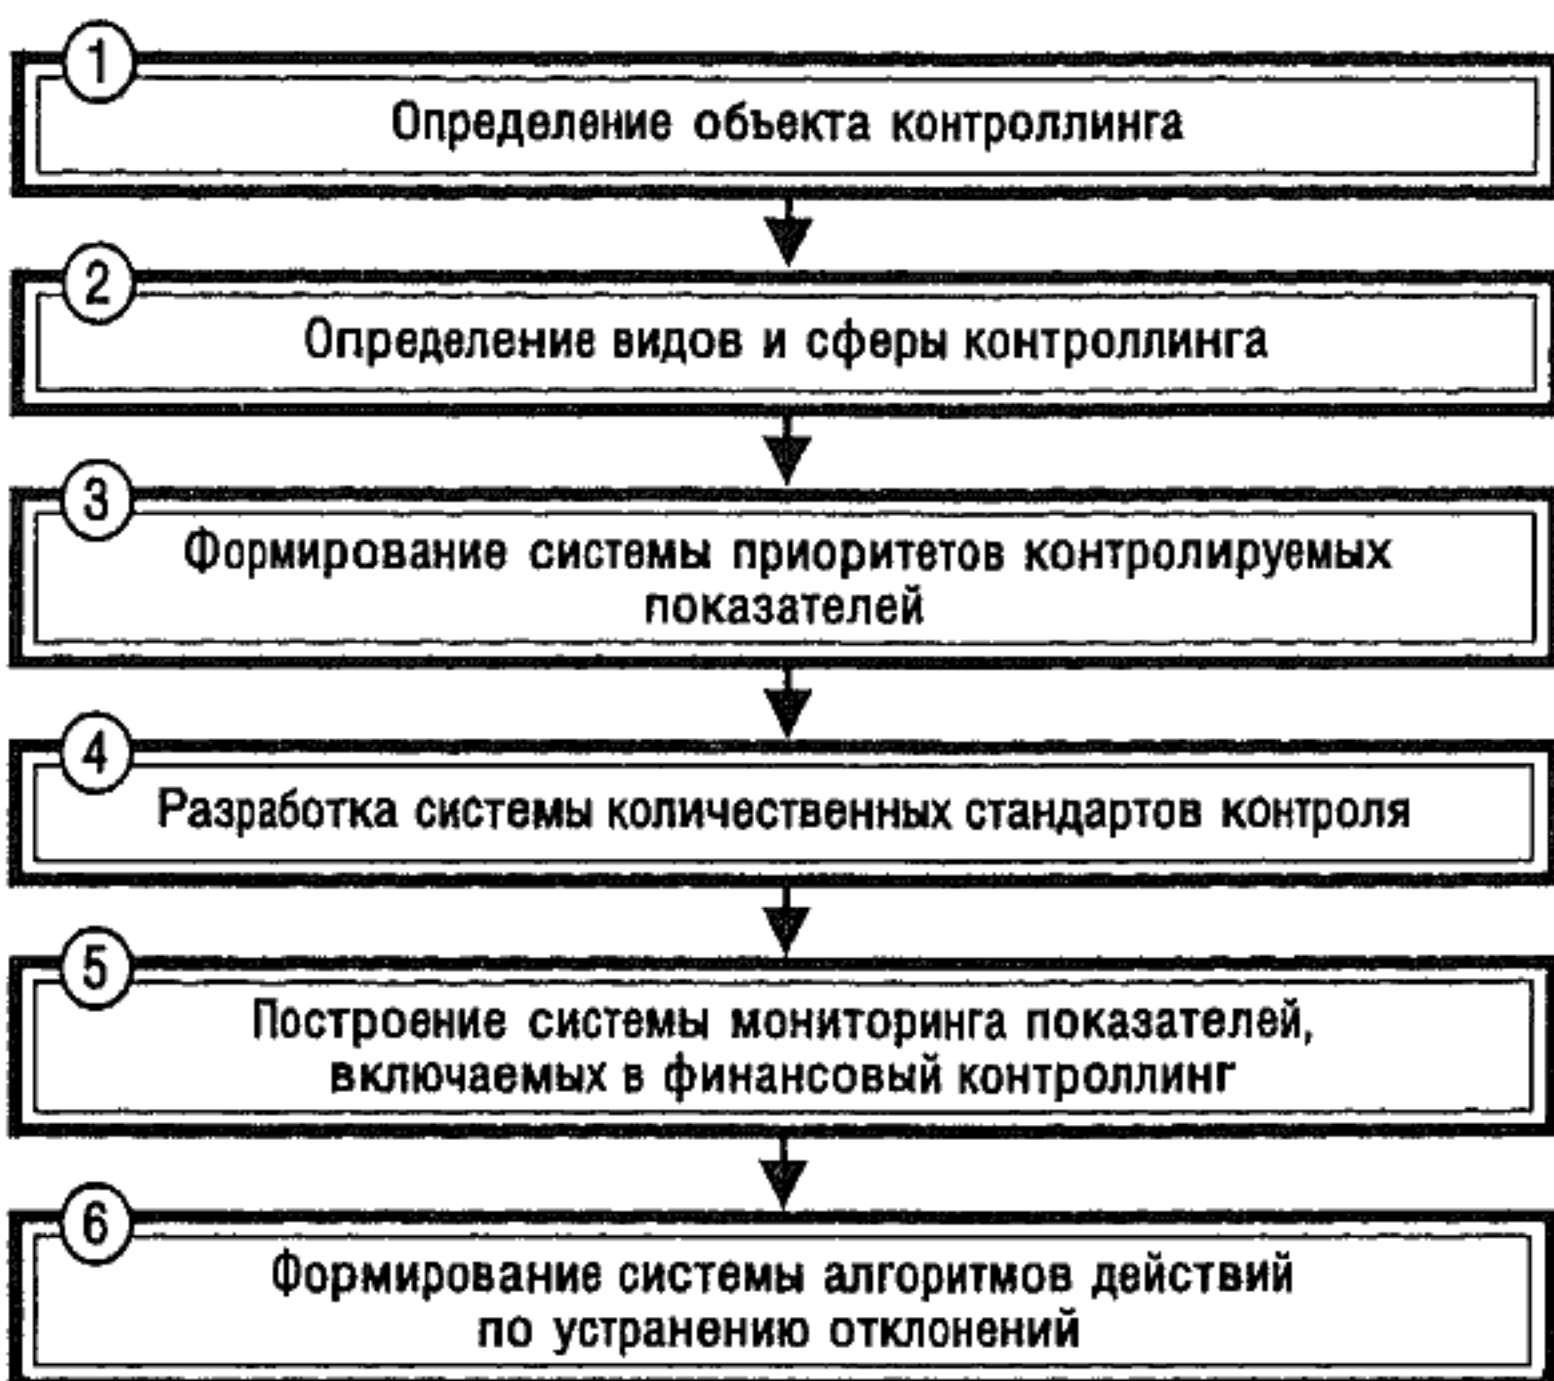 1
Определение объекта контроллинга
2
Определение видов и сферы контроллинга
3
Формирование системы приоритетов контролируемых
показателей
4
Разработка системы количественных стандартов контроля
5
Построение системы мониторинга показателей,
включаемых в финансовый контроллинг
6
Формирование системы алгоритмов действий
по устранению отклонений